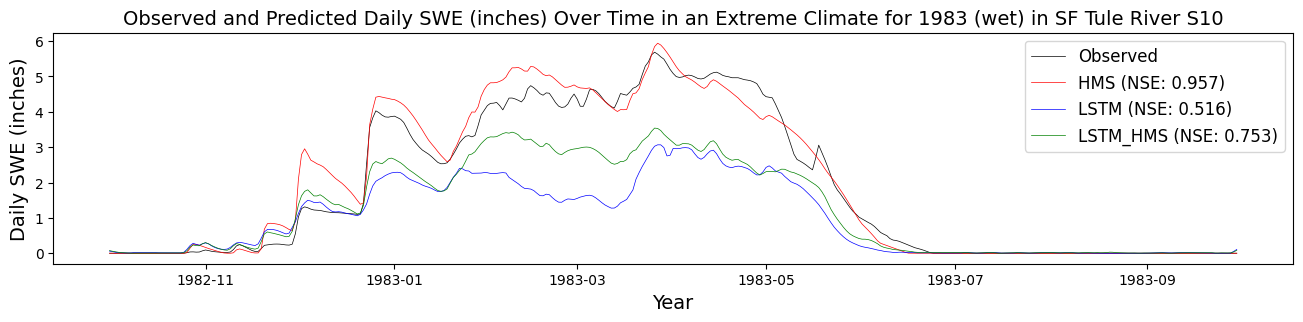 Observed and Predicted Daily SWE (inches) Over Time in an Extreme Climate for 1983 (wet) in SF Tule River S10
Daily SWE (inches)
6
5
4
3
2
1
0
Observed
HMS (NSE: 0.957)
LSTM (NSE: 0.516)
LSTM_HMS (NSE: 0.753)
1982-11 1983-01 1983-03 1983-05 1983-07 1983-09
Year